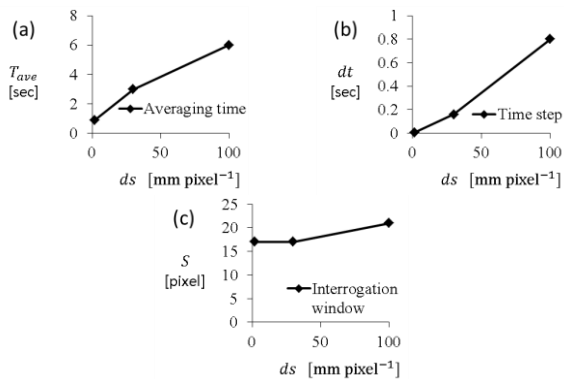 (a)
8
6
4
2
0
T_ave
[sec]
Averaging time
0 50 100
ds [mm pixel⁻¹]
(b)
1
0.8
0.6
0.4
0.2
0
dt
[sec]
Time step
0 50 100
ds [mm pixel⁻¹]
(c)
25
20
15
10
5
0
S
[pixel]
Interrogation
window
0 50 100
ds [mm pixel⁻¹]